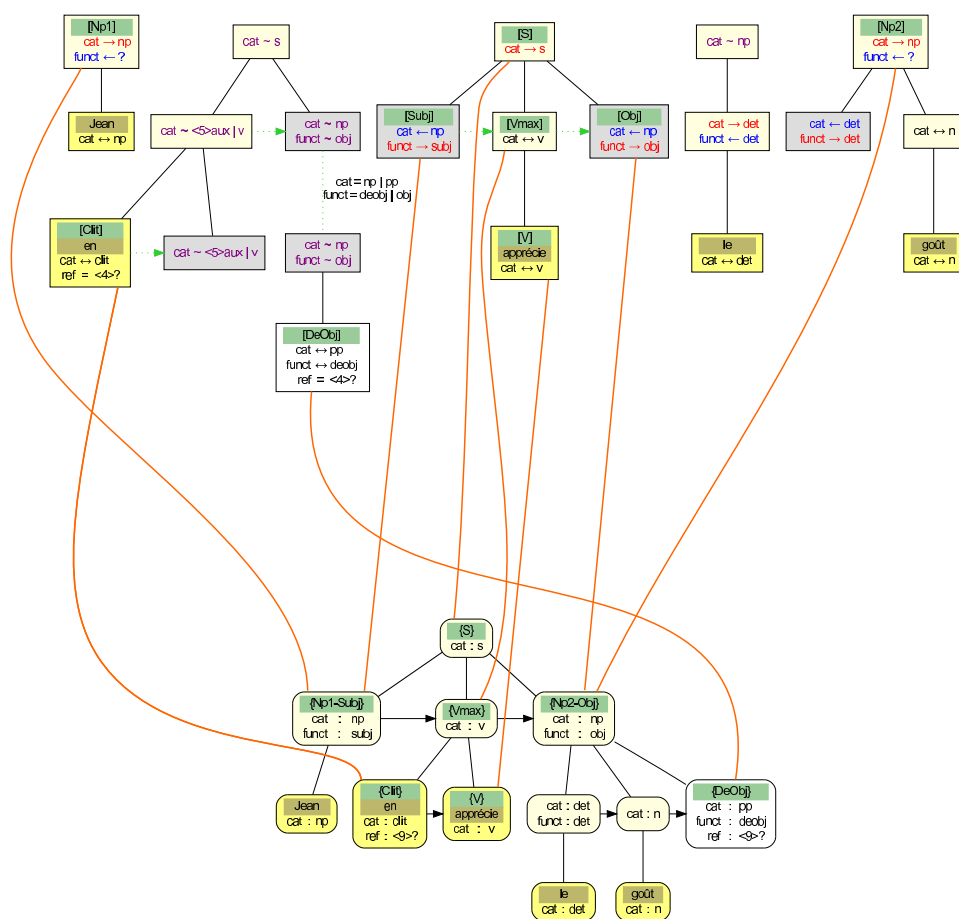 [Np1]
cat → np
funct ← ?
Jean
cat ↔ np
cat ~ s
cat ~ <5>aux | v
cat ~ np
funct ~ obj
cat = np | pp
funct = deobj | obj
[Clit]
en
cat ↔ clit
ref = <4>?
cat ~ <5>aux | v
cat ~ np
funct ~ obj
[DeObj]
cat ↔ pp
funct ↔ deobj
ref = <4>?
[S]
cat → s
[Subj]
cat ← np
funct → subj
[Vmax]
cat ↔ v
[Obj]
cat ← np
funct → obj
[V]
apprécie
cat ↔ v
cat ~ np
cat → det
funct ← det
le
cat ↔ det
[Np2]
cat → np
funct ← ?
cat ← det
funct → det
cat ↔ n
goût
cat ↔ n
{S}
cat : s
{Np1-Subj}
cat : np
funct : subj
{Vmax}
cat : v
{Np2-Obj}
cat : np
funct : obj
Jean
cat : np
{Clit}
en
cat : clit
ref : <9>?
{V}
apprécie
cat : v
cat : det
funct : det
cat : n
{DeObj}
cat : pp
funct : deobj
ref : <9>?
le
cat : det
goût
cat : n